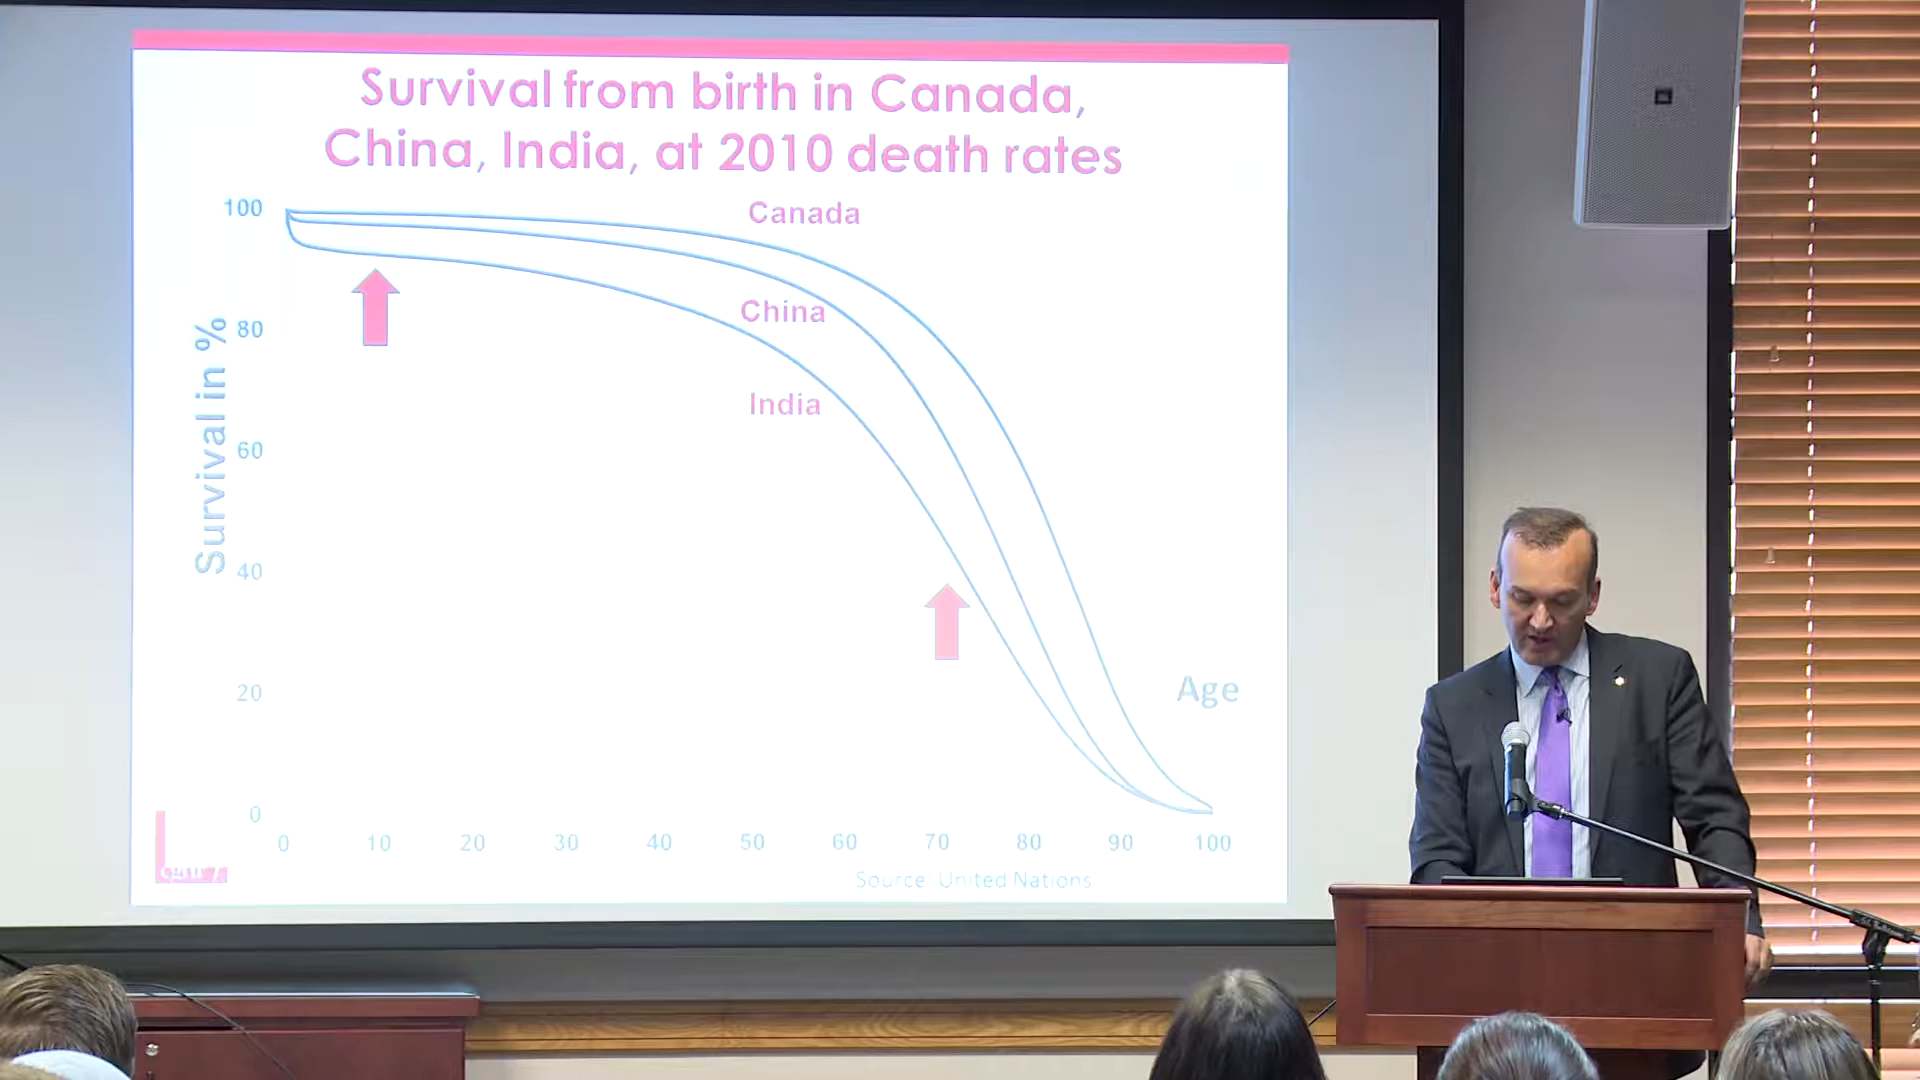 Survival from birth in Canada,
China, India, at 2010 death rates
100
Canada
China
80
India
Survival in %
60
40
20
Age
0
0 10 20 30 40 50 60 70 80 90 100
Source: United Nations